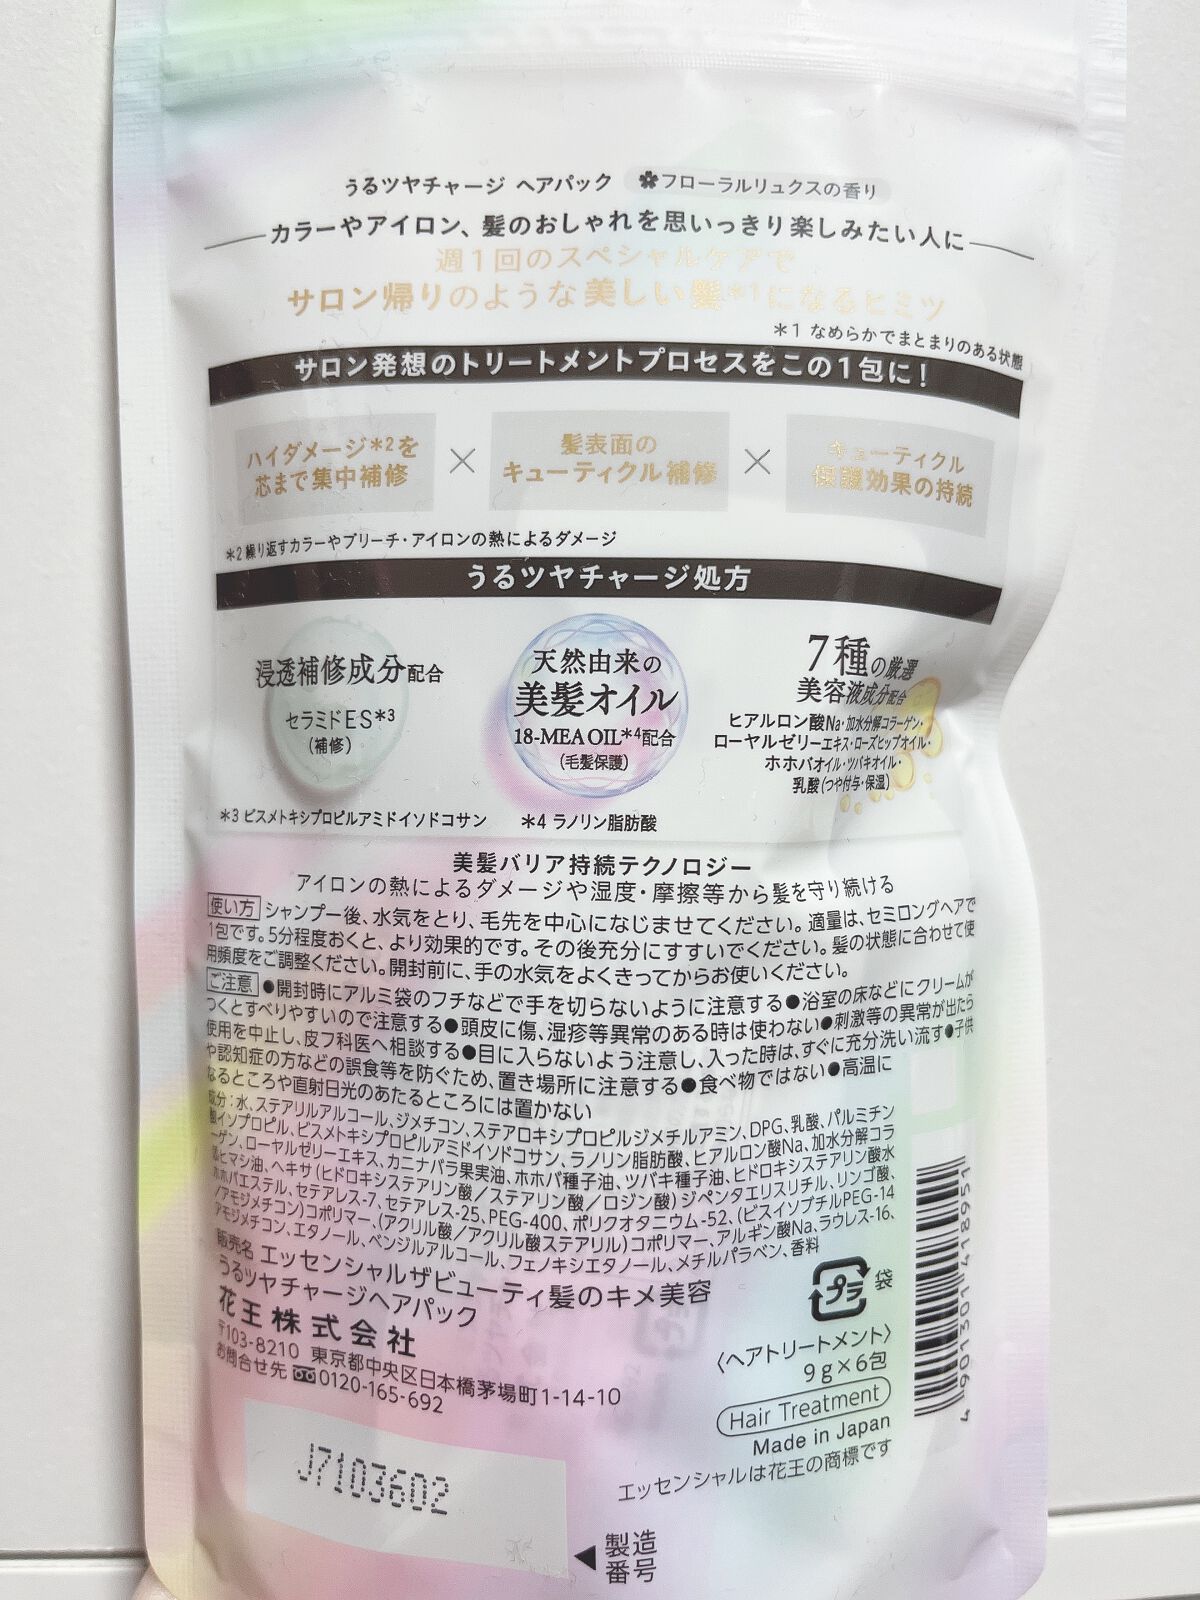 うるツヤチャージ ヘアパック フローラルリュクスの香り
カラーやアイロン、髪のおしゃれを思いっきり楽しみたい人に
週1回のスペシャルケアで
サロン帰りのような美しい髪*1になるヒミツ
*1 なめらかでまとまりのある状態
サロン発想のトリートメントプロセスをこの1包に!
ハイダメージ*2を
芯まで集中補修
×
髪表面の
キューティクル補修
×
キューティクル
保護効果の持続
*2 繰り返すカラーやブリーチ・アイロンの熱によるダメージ
うるツヤチャージ処方
浸透補修成分配合
セラミドES*3
(補修)
天然由来の
美髪オイル
18-MEA OIL*4配合
(毛髪保護)
7種の厳選
美容液成分配合
ヒアルロン酸Na・加水分解コラーゲン・
ローヤルゼリーエキス・ローズヒップオイル・
ホホバオイル・ツバキオイル・
乳酸(つや付与・保湿)
*3 ビスメトキシプロピルアミドイソドコサン
*4 ラノリン脂肪酸
美髪バリア持続テクノロジー
アイロンの熱によるダメージや湿度・摩擦等から髪を守り続ける
使い方 シャンプー後、水気をとり、毛先を中心になじませてください。適量は、セミロングヘアで
1包です。5分程度おくと、より効果的です。その後充分にすすいでください。髪の状態に合わせて使
用頻度をご調整ください。開封前に、手の水気をよくきってからお使いください。
ご注意 ●開封時にアルミ袋のフチなどで手を切らないように注意する●浴室の床などにクリームが
つくとすべりやすいので注意する●頭皮に傷、湿疹等異常のある時は使わない●刺激等の異常が出たら
使用を中止し、皮フ科医へ相談する●目に入らないよう注意し、入った時は、すぐに充分洗い流す●子供
や認知症の方などの誤食等を防ぐため、置き場所に注意する●食べ物ではない●高温に
なるところや直射日光のあたるところには置かない
成分:水、ステアリルアルコール、ジメチコン、ステアロキシプロピルジメチルアミン、DPG、乳酸、パルミチン
酸イソプロピル、ビスメトキシプロピルアミドイソドコサン、ラノリン脂肪酸、ヒアルロン酸Na、加水分解コラ
ーゲン、ローヤルゼリーエキス、カニナバラ果実油、ホホバ種子油、ツバキ種子油、ヒドロキシステアリン酸水
添ヒマシ油、ヘキサ(ヒドロキシステアリン酸/ステアリン酸/ロジン酸)ジペンタエリスリチル、リンゴ酸、
ホホバエステル、セテアレス-7、セテアレス-25、PEG-400、ポリクオタニウム-52、(ビスイソブチルPEG-14
/アモジメチコン)コポリマー、(アクリル酸/アクリル酸ステアリル)コポリマー、アルギン酸Na、ラウレス-16、
アモジメチコン、エタノール、ベンジルアルコール、フェノキシエタノール、メチルパラベン、香料
販売名 エッセンシャルザビューティ髪のキメ美容
うるツヤチャージヘアパック
花王株式会社
〒103-8210 東京都中央区日本橋茅場町1-14-10
お問合せ先 0120-165-692
プラ 袋
〈ヘアトリートメント〉
9g×6包
Hair Treatment
Made in Japan
エッセンシャルは花王の商標です
4 901301 418951
J7103602
◀製造
番号